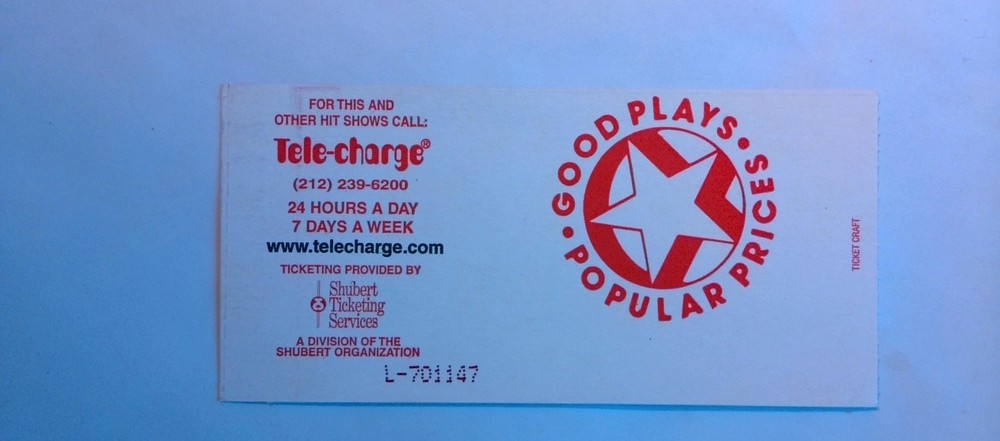 FOR THIS AND
OTHER HIT SHOWS CALL:
Tele-charge®
(212) 239-6200
24 HOURS A DAY
7 DAYS A WEEK
www.telecharge.com
TICKETING PROVIDED BY
Shubert
Ticketing
Services
A DIVISION OF THE
SHUBERT ORGANIZATION
L-701147
GOOD PLAYS •
POPULAR PRICES •
TICKET CRAFT